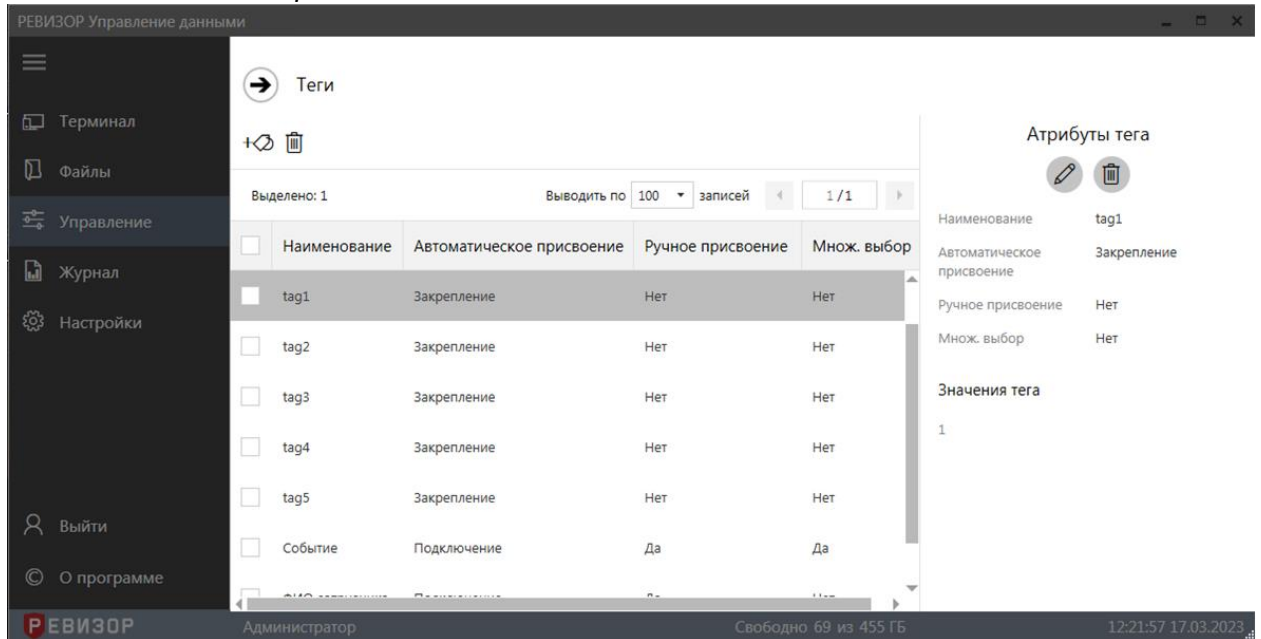 РЕВИЗОР Управление данными
Терминал
Файлы
Управление
Журнал
Настройки
Выйти
О программе
Теги
Выделено: 1 Выводить по 100 записей 1 / 1
Наименование Автоматическое присвоение Ручное присвоение Множ. выбор
tag1 Закрепление Нет Нет
tag2 Закрепление Нет Нет
tag3 Закрепление Нет Нет
tag4 Закрепление Нет Нет
tag5 Закрепление Нет Нет
Событие Подключение Да Да
Атрибуты тега
Наименование tag1
Автоматическое Закрепление
присвоение
Ручное присвоение Нет
Множ. выбор Нет
Значения тега
1
РЕВИЗОР Администратор Свободно 69 из 455 ГБ 12:21:57 17.03.2023